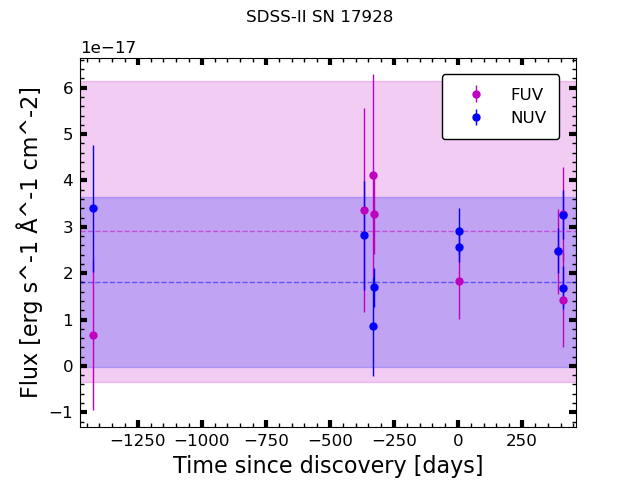 SDSS-II SN 17928
1e−17
FUV
NUV
6
5
4
3
2
1
0
−1
Flux [erg s^-1 Å^-1 cm^-2]
−1250 −1000 −750 −500 −250 0 250
Time since discovery [days]